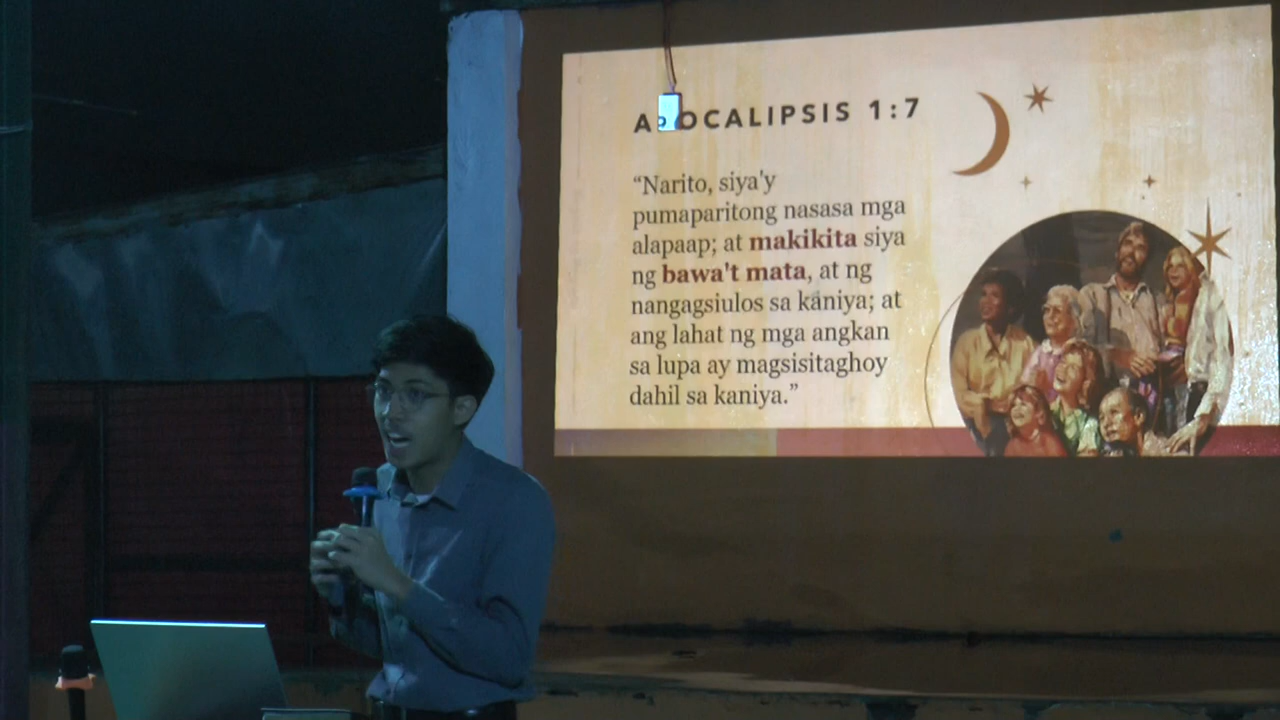 APOCALIPSIS 1:7
“Narito, siya'y
pumaparitong nasasa mga
alapaap; at makikita siya
ng bawa't mata, at ng
nangagsiulos sa kaniya; at
ang lahat ng mga angkan
sa lupa ay magsisitaghoy
dahil sa kaniya.”